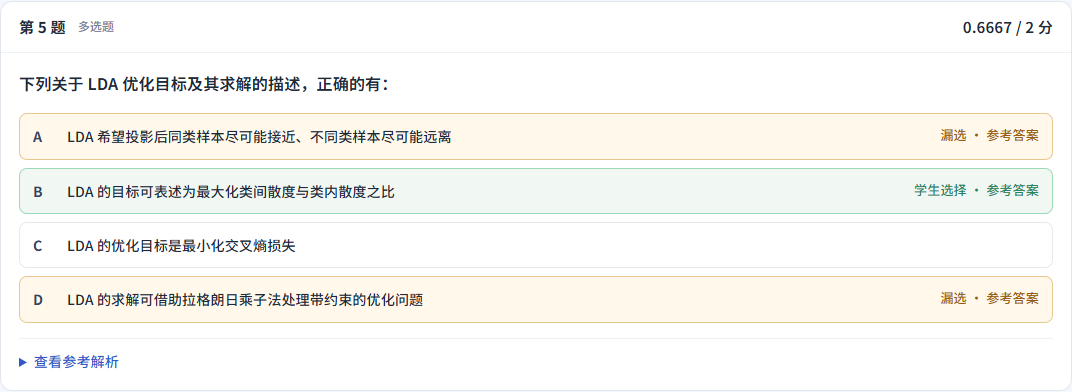 第 5 题 多选题 0.6667 / 2 分
下列关于 LDA 优化目标及其求解的描述，正确的有：
A LDA 希望投影后同类样本尽可能接近、不同类样本尽可能远离 漏选 · 参考答案
B LDA 的目标可表述为最大化类间散度与类内散度之比 学生选择 · 参考答案
C LDA 的优化目标是最小化交叉熵损失
D LDA 的求解可借助拉格朗日乘子法处理带约束的优化问题 漏选 · 参考答案
▶ 查看参考解析